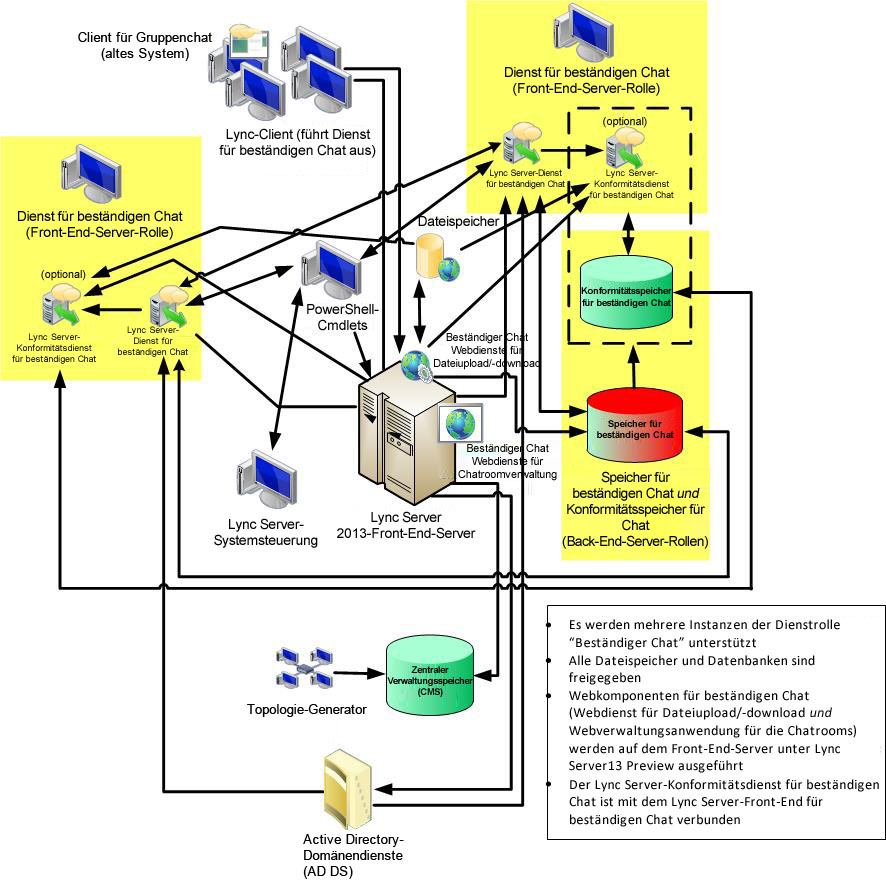 Client für Gruppenchat
(altes System)
Lync-Client (führt Dienst
für beständigen Chat aus)
Dienst für beständigen Chat
(Front-End-Server-Rolle)
(optional)
Lync Server-Dienst
für beständigen Chat
Lync Server-
Konformitätsdienst
für beständigen Chat
Dienst für beständigen Chat
(Front-End-Server-Rolle)
(optional)
Lync Server-
Konformitätsdienst
für beständigen Chat
Lync Server-
Dienst für
beständigen Chat
Dateispeicher
PowerShell-
Cmdlets
Konformitätsspeicher
für beständigen Chat
Beständiger Chat
Webdienste für
Dateiupload/-download
Speicher für
beständigen Chat
Beständiger Chat
Webdienste für
Chatroomverwaltung
Speicher für
beständigen Chat und
Konformitätsspeicher für
Chat
(Back-End-Server-Rollen)
Lync Server-
Systemsteuerung
Lync Server
2013-Front-End-Server
Zentraler
Verwaltungsspeicher
(CMS)
Topologie-Generator
Active Directory-
Domänendienste
(AD DS)
• Es werden mehrere Instanzen der Dienstrolle
“Beständiger Chat” unterstützt
• Alle Dateispeicher und Datenbanken sind
freigegeben
• Webkomponenten für beständigen Chat
(Webdienst für Dateiupload/-download und
Webverwaltungsanwendung für die Chatrooms)
werden auf dem Front-End-Server unter Lync
Server13 Preview ausgeführt
• Der Lync Server-Konformitätsdienst für beständigen
Chat ist mit dem Lync Server-Front-End für
beständigen Chat verbunden